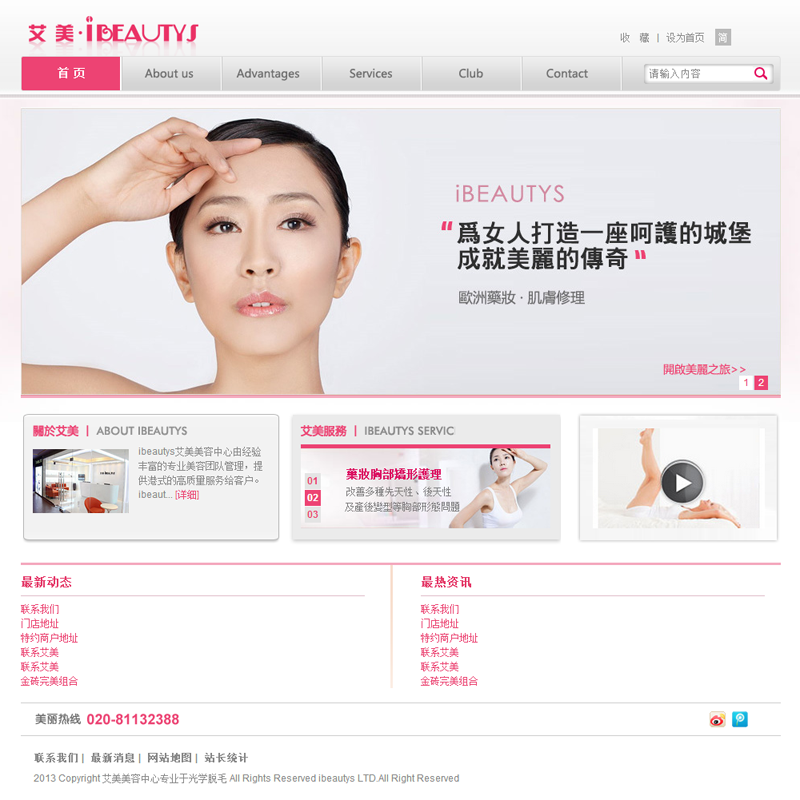 艾 美 · iBEAUTYS
收 藏 | 设为首页 简
首 页 About us Advantages Services Club Contact 请输入内容
iBEAUTYS
“爲女人打造一座呵護的城堡
成就美麗的傳奇”
歐洲藥妝 · 肌膚修理
開啟美麗之旅>>
1 2
關於艾美 | ABOUT IBEAUTYS
ibeautys艾美美容中心由经验
丰富的专业美容团队管理，提
供港式的高质量服务给客户。
ibeaut... [详细]
艾美服務 | IBEAUTYS SERVIC
01
02
03
藥妝胸部矯形護理
改善多種先天性、後天性
及產後變型等胸部形態問題
最新动态
联系我们
门店地址
特约商户地址
联系艾美
联系艾美
金砖完美组合
最热资讯
联系我们
门店地址
特约商户地址
联系艾美
联系艾美
金砖完美组合
美丽热线 020-81132388
联系我们 | 最新消息 | 网站地图 | 站长统计
2013 Copyright 艾美美容中心专业于光学脱毛 All Rights Reserved ibeautys LTD.All Right Reserved